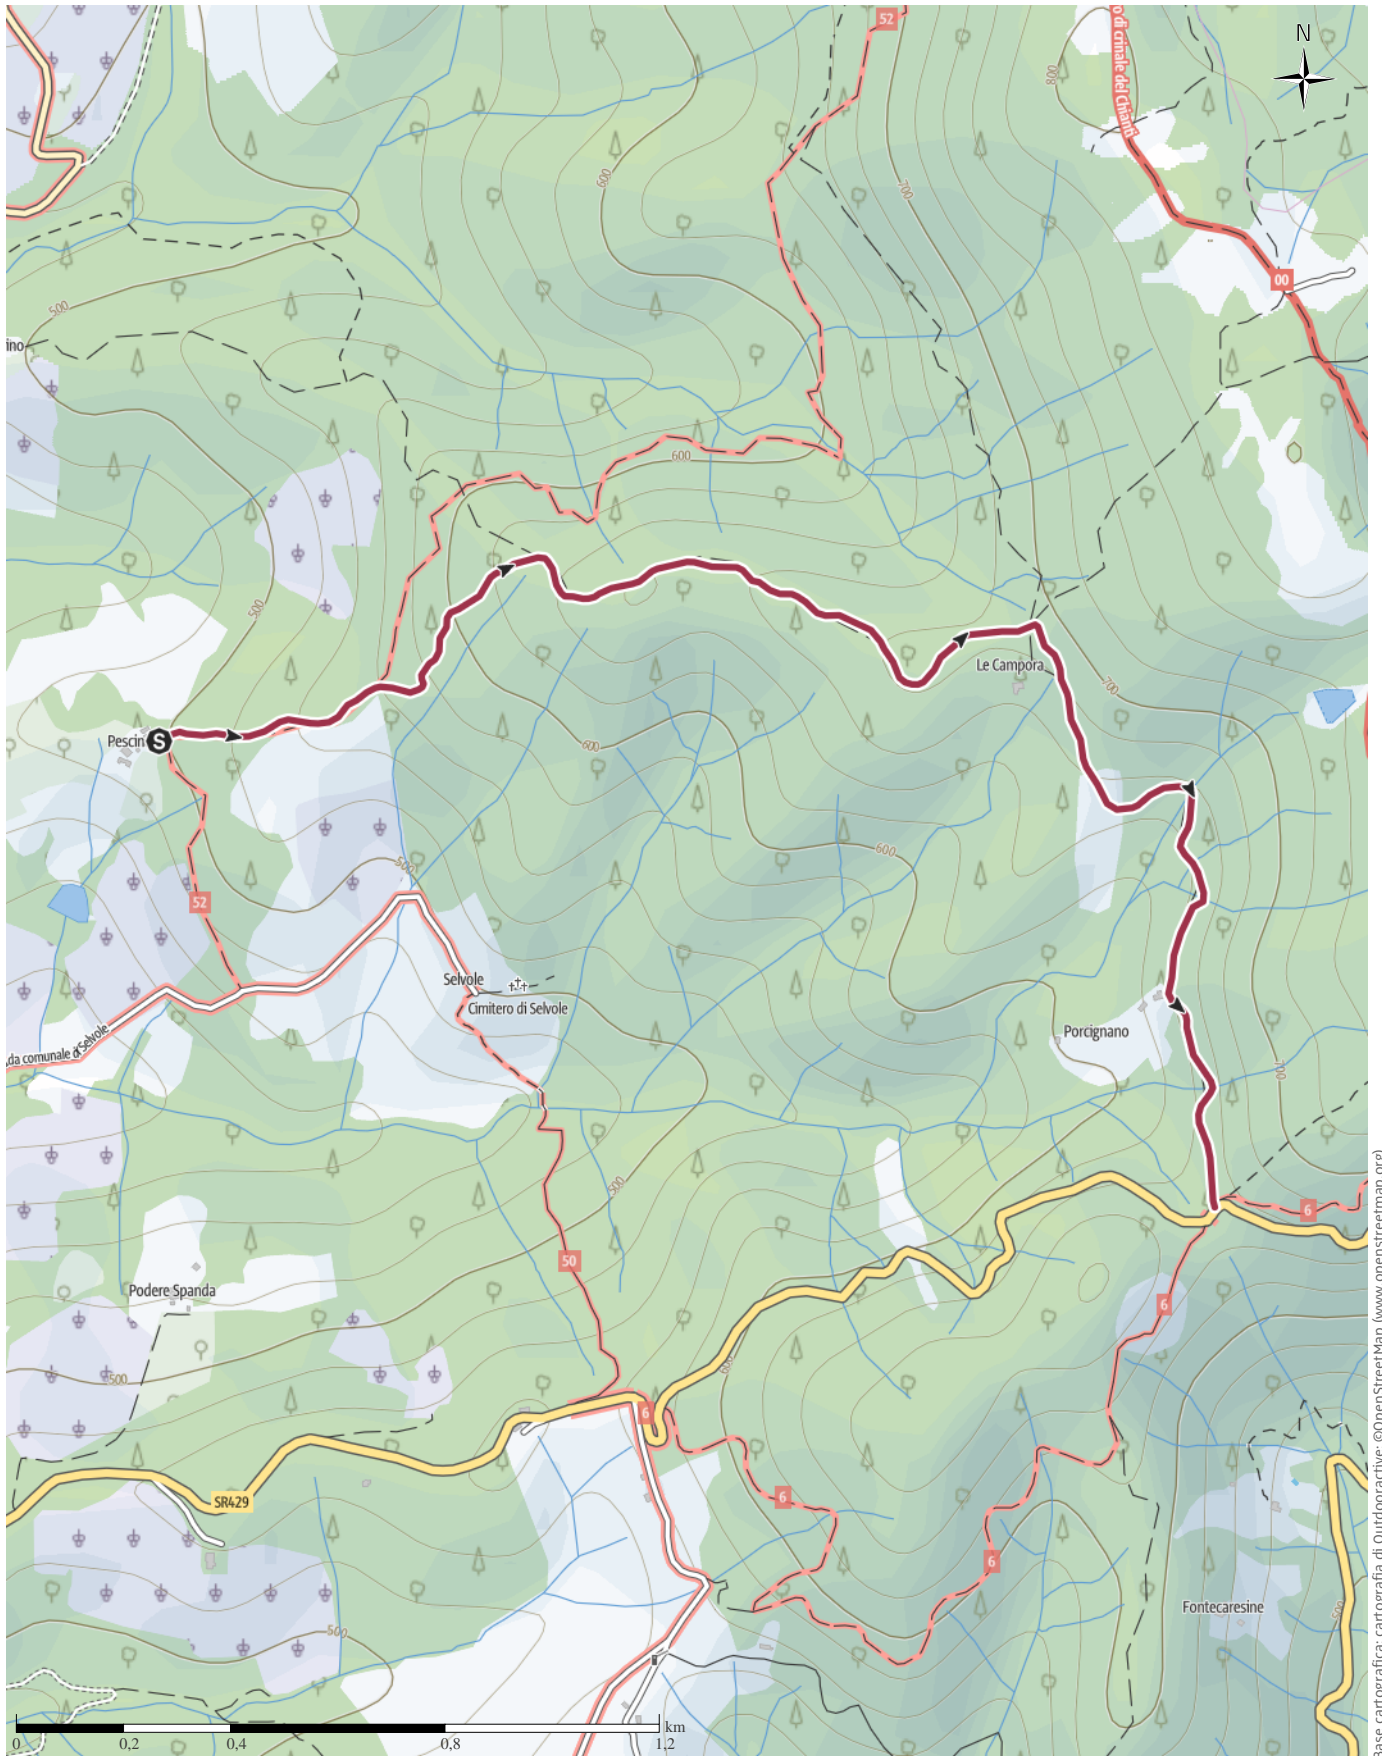 52
N
o di crinale del Chianti
800
600
700
00
500
ino
600
500
Le Campora
700
Pescin
S
600
500
600
52
Selvole
Cimitero di Selvole
Porcignano
da comunale di Selvole
700
500
6
50
Podere Spanda
6
600
500
6
6
SR429
6
Fontecaresine
500
500
km
0 0,2 0,4 0,8 1,2
Base cartografica: cartografia di Outdooractive; ©OpenStreetMap (www.openstreetmap.org)